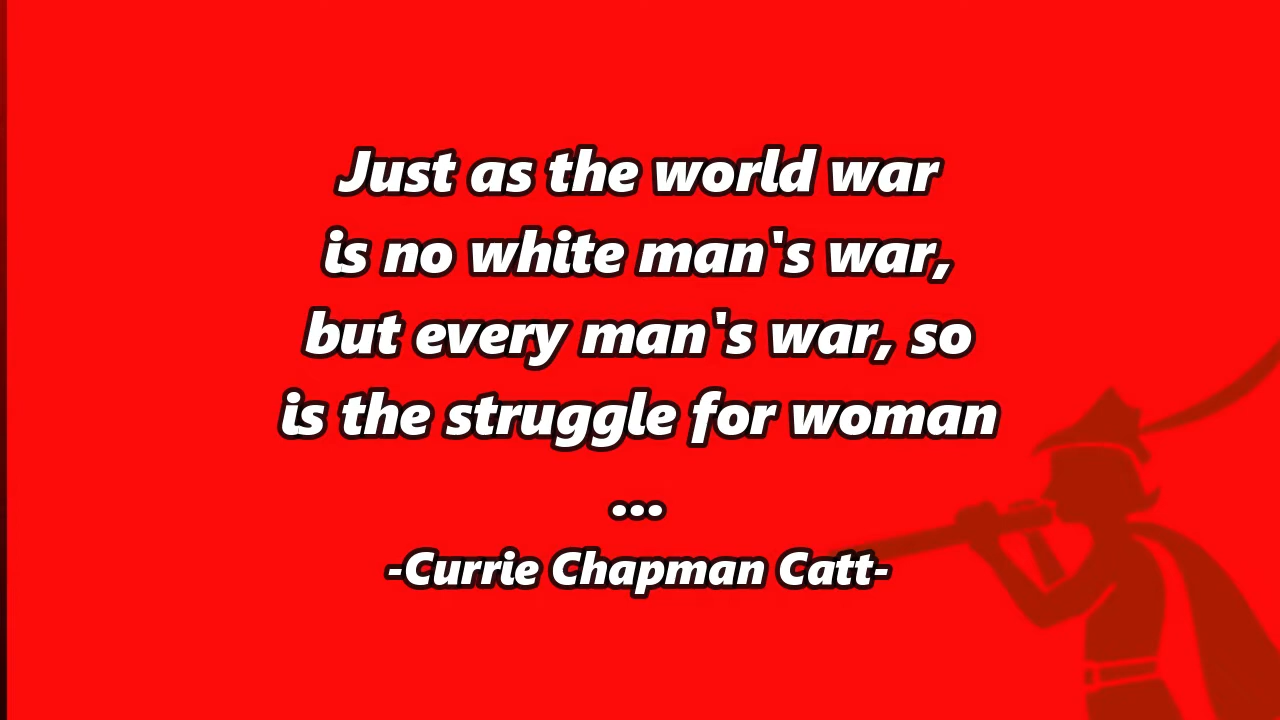 Just as the world war
is no white man's war,
but every man's war, so
is the struggle for woman
...
-Currie Chapman Catt-